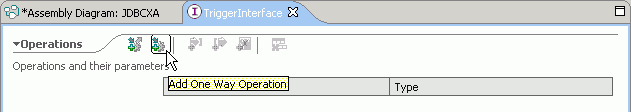 *Assembly Diagram: JDBCXA
TriggerInterface
Operations
Operations and their parameters
Add One Way Operation
Type